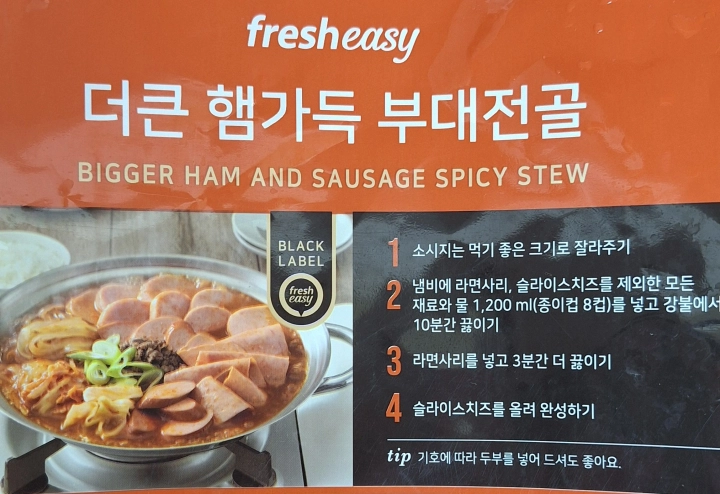 fresheasy
더큰 햄가득 부대전골
BIGGER HAM AND SAUSAGE SPICY STEW
BLACK
LABEL
fresh
easy
1 소시지는 먹기 좋은 크기로 잘라주기
2 냄비에 라면사리, 슬라이스치즈를 제외한 모든
재료와 물 1,200 ml(종이컵 8컵)를 넣고 강불에서
10분간 끓이기
3 라면사리를 넣고 3분간 더 끓이기
4 슬라이스치즈를 올려 완성하기
tip 기호에 따라 두부를 넣어 드셔도 좋아요.